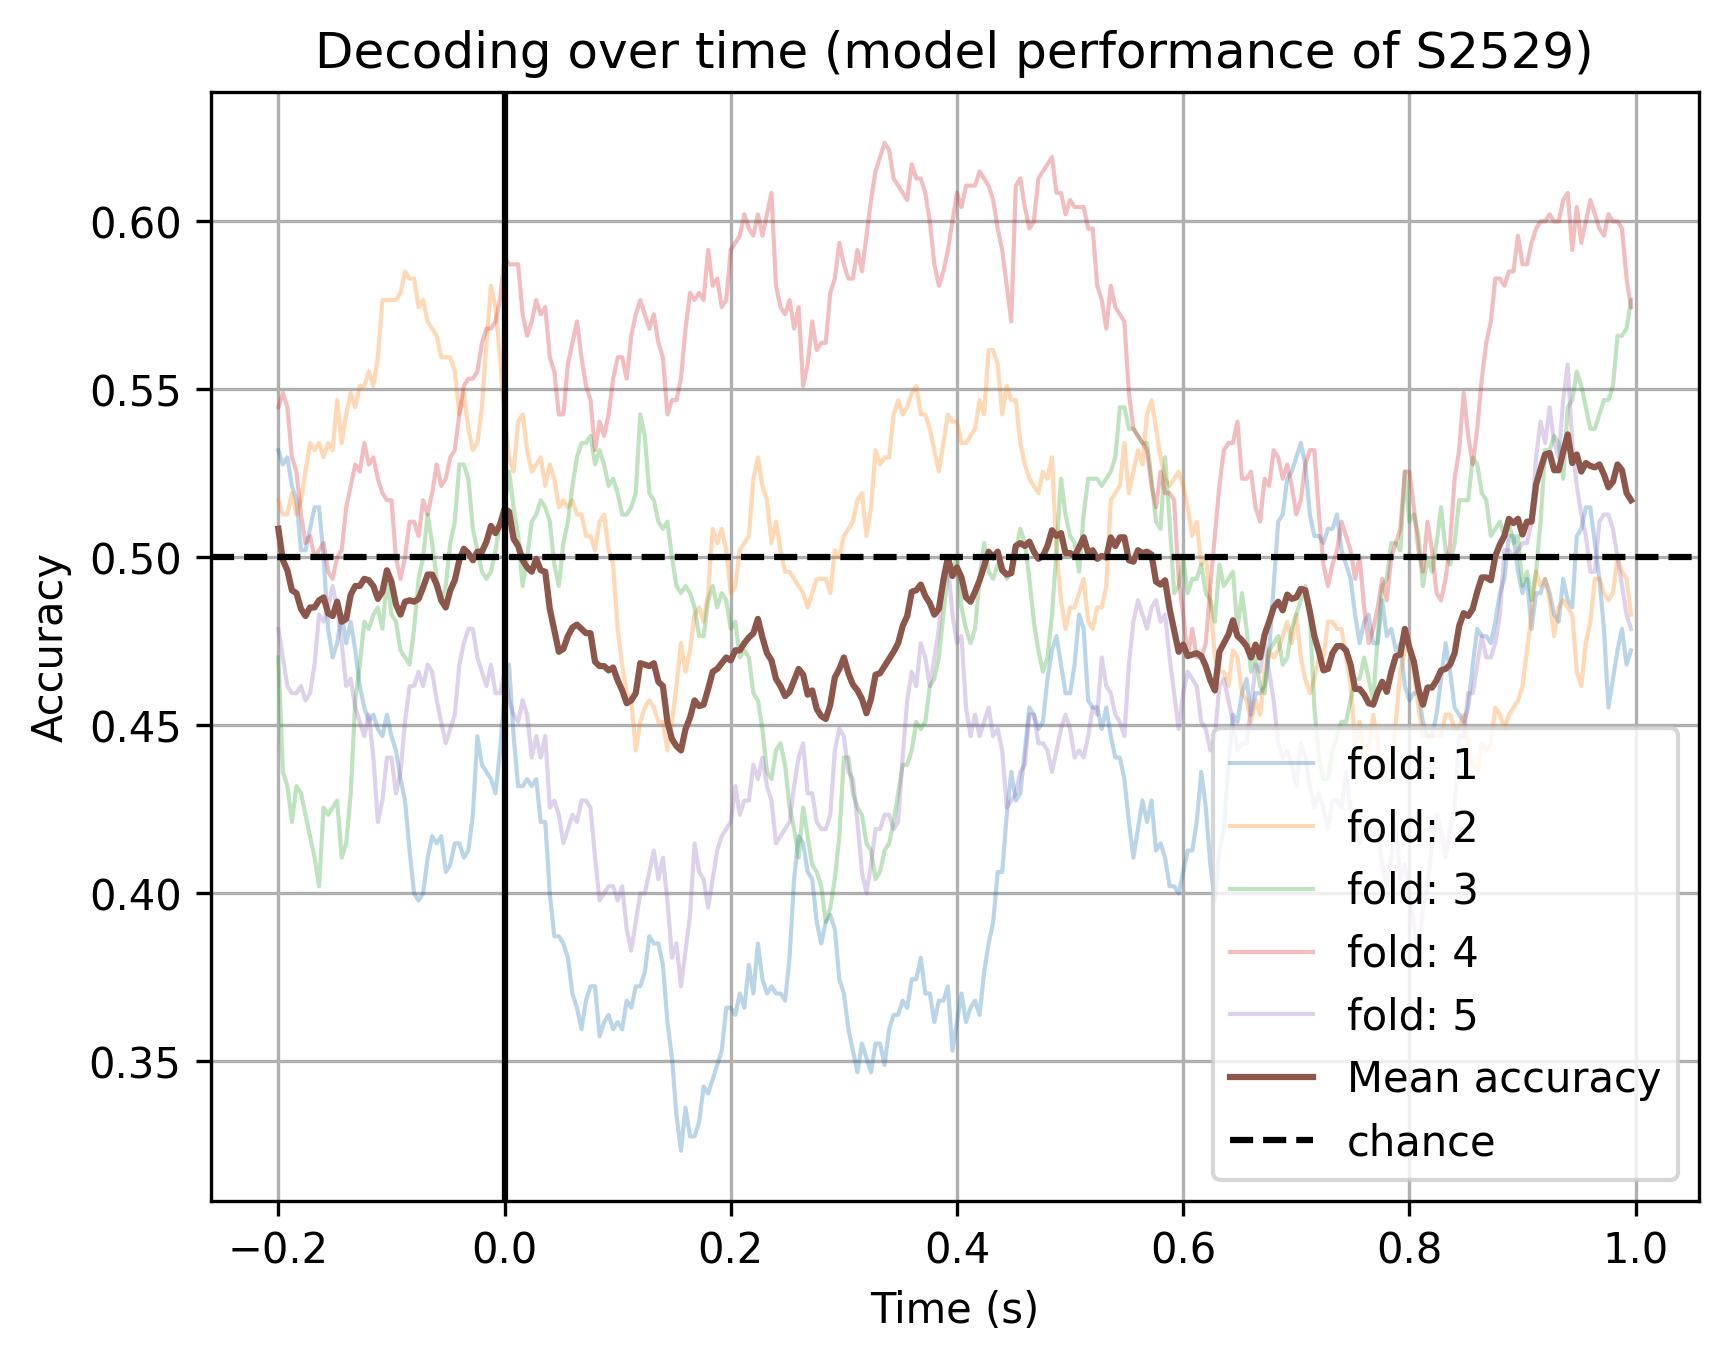 Decoding over time (model performance of S2529)
Accuracy
0.60
0.55
0.50
0.45
0.40
0.35
−0.2
0.0
0.2
0.4
0.6
0.8
1.0
Time (s)
fold: 1
fold: 2
fold: 3
fold: 4
fold: 5
Mean accuracy
chance